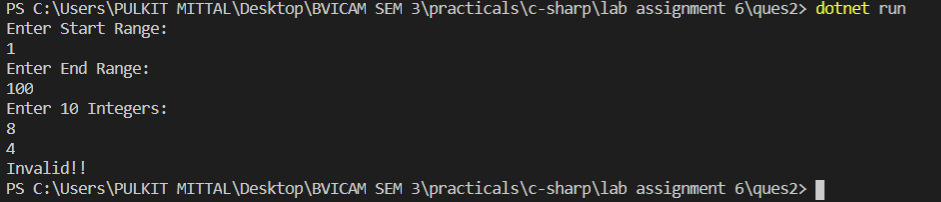 PS C:\Users\PULKIT MITTAL\Desktop\BVICAM SEM 3\practicals\c-sharp\lab assignment 6\ques2> dotnet run
Enter Start Range:
1
Enter End Range:
100
Enter 10 Integers:
8
4
Invalid!!
PS C:\Users\PULKIT MITTAL\Desktop\BVICAM SEM 3\practicals\c-sharp\lab assignment 6\ques2>